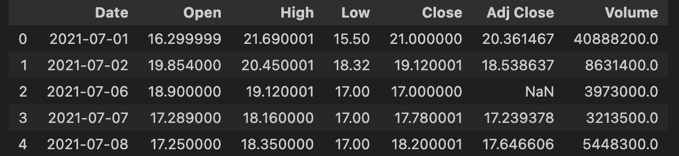 Date Open High Low Close Adj Close Volume
0 2021-07-01 16.299999 21.690001 15.50 21.000000 20.361467 40888200.0
1 2021-07-02 19.854000 20.450001 18.32 19.120001 18.538637 8631400.0
2 2021-07-06 18.900000 19.120001 17.00 17.000000 NaN 3973000.0
3 2021-07-07 17.289000 18.160000 17.00 17.780001 17.239378 3213500.0
4 2021-07-08 17.250000 18.350000 17.00 18.200001 17.646606 5448300.0